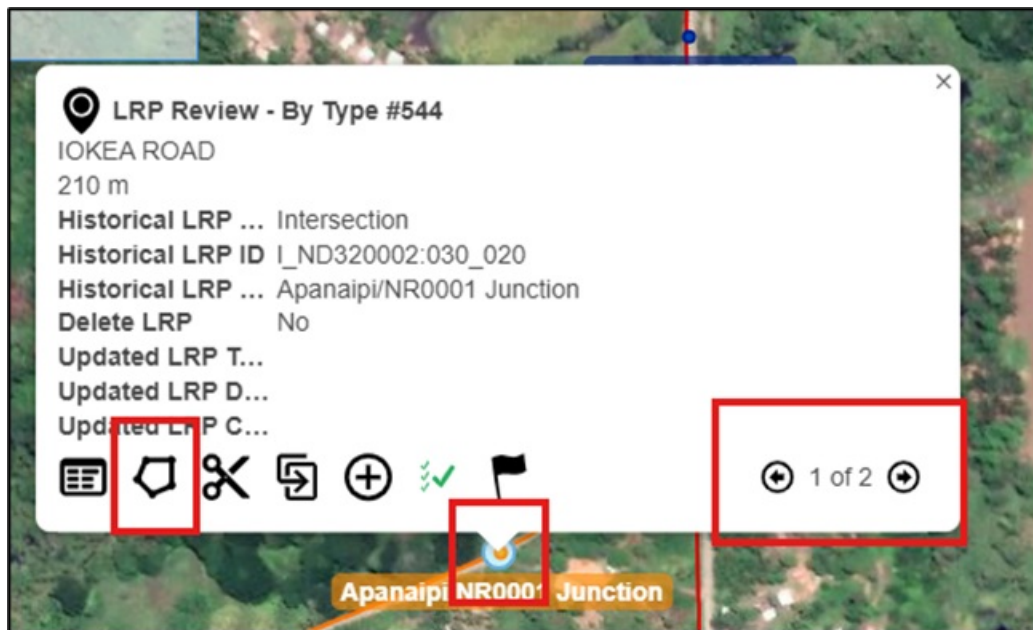 LRP Review - By Type #544
IOKEA ROAD
210 m
Historical LRP ... Intersection
Historical LRP ID I_ND320002:030_020
Historical LRP ... Apanaipi/NR0001 Junction
Delete LRP No
Updated LRP T...
Updated LRP D...
Updated LRP C...
1 of 2
Apanaipi/NR0001 Junction